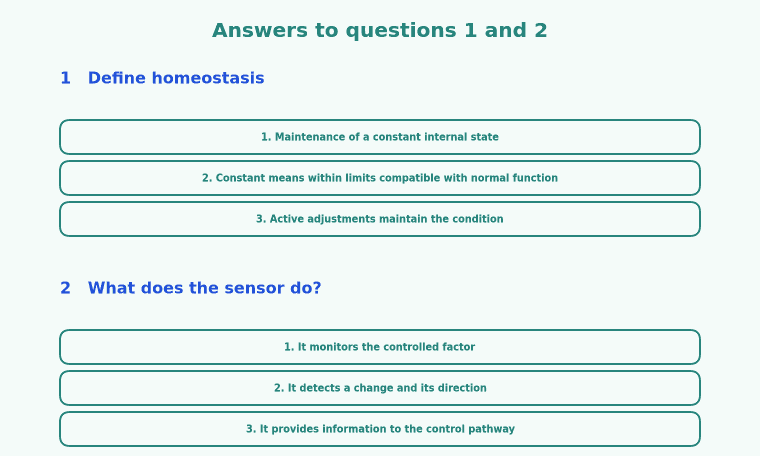 Answers to questions 1 and 2
1 Define homeostasis
1. Maintenance of a constant internal state
2. Constant means within limits compatible with normal function
3. Active adjustments maintain the condition
2 What does the sensor do?
1. It monitors the controlled factor
2. It detects a change and its direction
3. It provides information to the control pathway